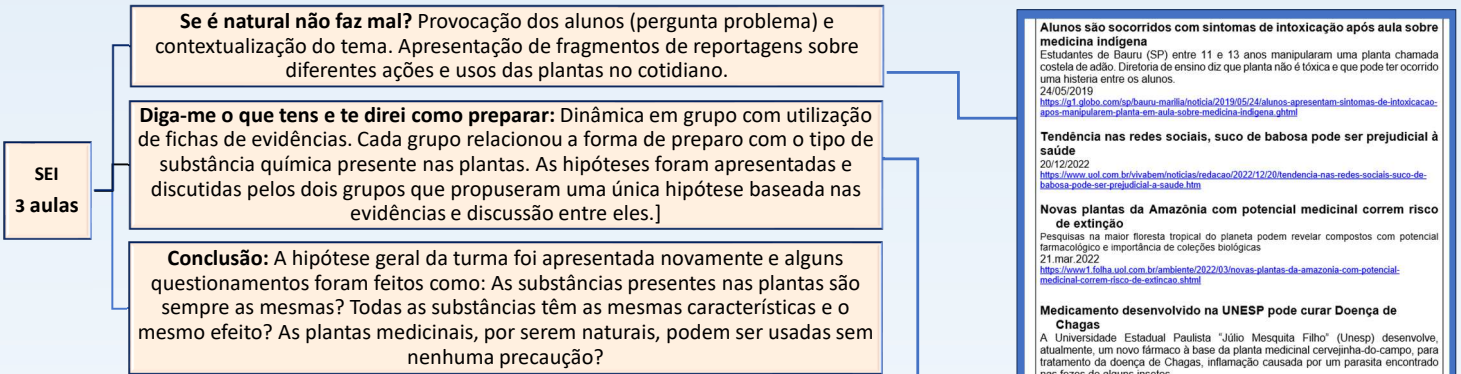 Se é natural não faz mal? Provocação dos alunos (pergunta problema) e
contextualização do tema. Apresentação de fragmentos de reportagens sobre
diferentes ações e usos das plantas no cotidiano.
Diga-me o que tens e te direi como preparar: Dinâmica em grupo com utilização
de fichas de evidências. Cada grupo relacionou a forma de preparo com o tipo de
substância química presente nas plantas. As hipóteses foram apresentadas e
discutidas pelos dois grupos que propuseram uma única hipótese baseada nas
evidências e discussão entre eles.]
SEI
3 aulas
Conclusão: A hipótese geral da turma foi apresentada novamente e alguns
questionamentos foram feitos como: As substâncias presentes nas plantas são
sempre as mesmas? Todas as substâncias têm as mesmas características e o
mesmo efeito? As plantas medicinais, por serem naturais, podem ser usadas sem
nenhuma precaução?
Alunos são socorridos com sintomas de intoxicação após aula sobre
medicina indígena
Estudantes de Bauru (SP) entre 11 e 13 anos manipularam uma planta chamada
costela de adão. Diretoria de ensino diz que planta não é tóxica e que pode ter ocorrido
uma histeria entre os alunos.
24/05/2019
https://g1.globo.com/sp/bauru-marilia/noticia/2019/05/24/alunos-apresentam-sintomas-de-intoxicacao-
apos-manipularem-planta-em-aula-sobre-medicina-indigena.ghtml
Tendência nas redes sociais, suco de babosa pode ser prejudicial à
saúde
20/12/2022
https://www.uol.com.br/vivabem/noticias/redacao/2022/12/20/tendencia-nas-redes-sociais-suco-de-
babosa-pode-ser-prejudicial-a-saude.htm
Novas plantas da Amazônia com potencial medicinal correm risco
de extinção
Pesquisas na maior floresta tropical do planeta podem revelar compostos com potencial
farmacológico e importância de coleções biológicas
21.mar.2022
https://www1.folha.uol.com.br/ambiente/2022/03/novas-plantas-da-amazonia-com-potencial-
medicinal-correm-risco-de-extincao.shtml
Medicamento desenvolvido na UNESP pode curar Doença de
Chagas
A Universidade Estadual Paulista "Júlio Mesquita Filho" (Unesp) desenvolve,
atualmente, um novo fármaco à base da planta medicinal cervejinha-do-campo, para
tratamento da doença de Chagas, inflamação causada por um parasita encontrado
nas fezes de alguns insetos